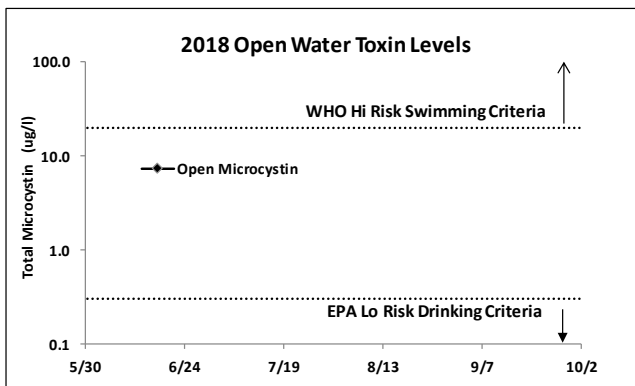 2018 Open Water Toxin Levels
100.0
WHO Hi Risk Swimming Criteria
10.0
Open Microcystin
Total Microcystin (ug/l)
1.0
EPA Lo Risk Drinking Criteria
0.1
5/30 6/24 7/19 8/13 9/7 10/2